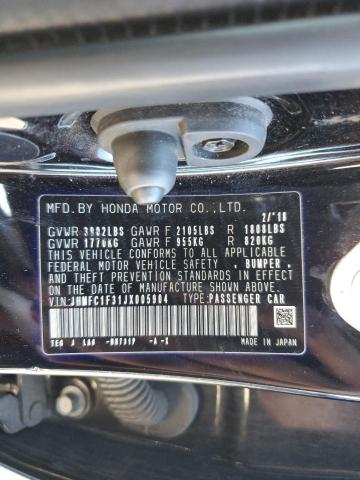 MFD.BY HONDA MOTOR CO.,LTD. 2/'18
GVWR 3902LBS GAWR F 2105LBS R 1808LBS
GVWR 1770KG GAWR F 955KG R 820KG
THIS VEHICLE CONFORMS TO ALL APPLICABLE
FEDERAL MOTOR VEHICLE SAFETY, BUMPER,
AND THEFT PREVENTION STANDARDS IN EFFECT
ON THE DATE OF MANUFACTURE SHOWN ABOVE.
VIN:JHMFC1F31JX005904 TYPE:PASSENGER CAR
MADE IN JAPAN